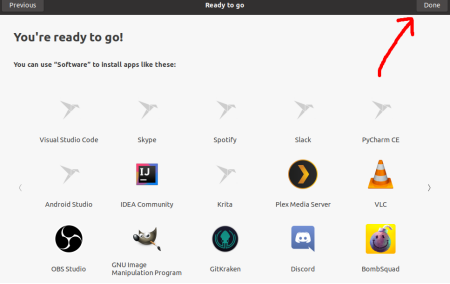 Previous
Ready to go
Done
You're ready to go!
You can use "Software" to install apps like these:
Visual Studio Code
Skype
Spotify
Slack
PyCharm CE
Android Studio
IDEA Community
Krita
Plex Media Server
VLC
OBS Studio
GNU Image
Manipulation Program
GitKraken
Discord
BombSquad